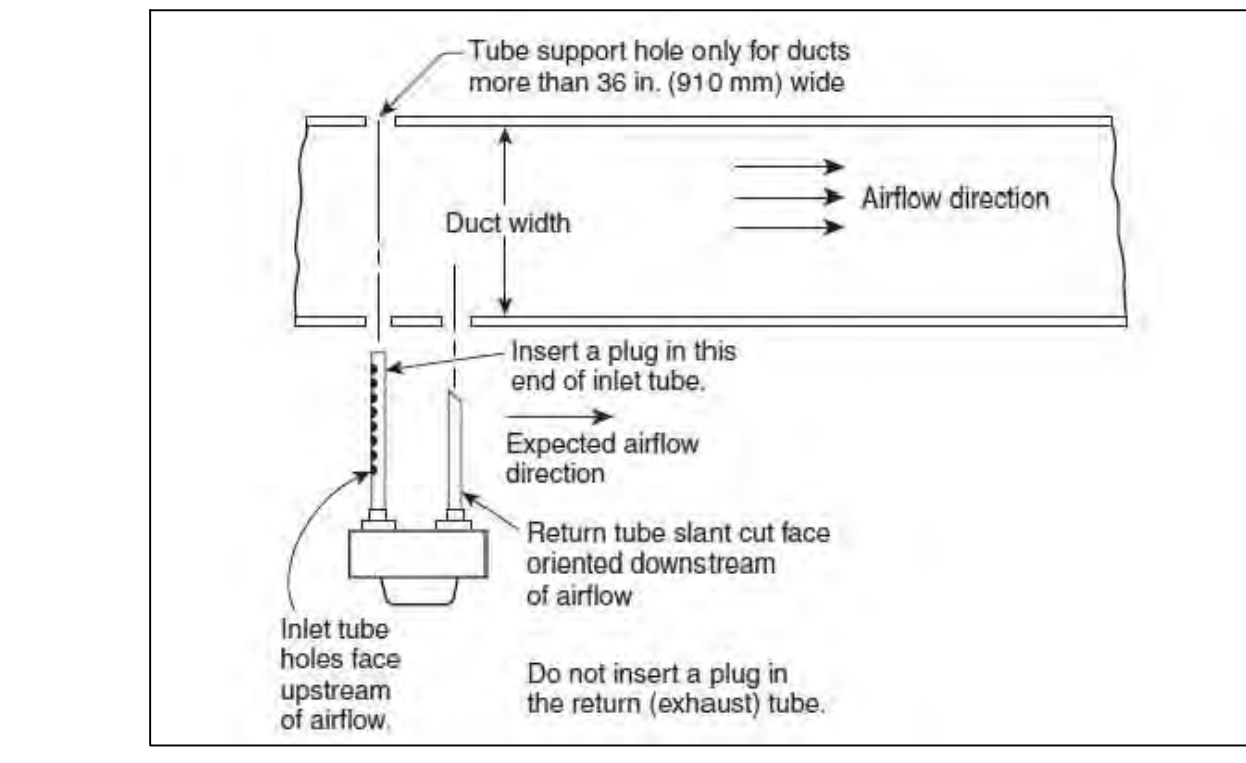 Tube support hole only for ducts
more than 36 in. (910 mm) wide
Airflow direction
Duct width
Insert a plug in this
end of inlet tube.
Expected airflow
direction
Return tube slant cut face
oriented downstream
of airflow
Inlet tube
holes face
upstream
of airflow.
Do not insert a plug in
the return (exhaust) tube.